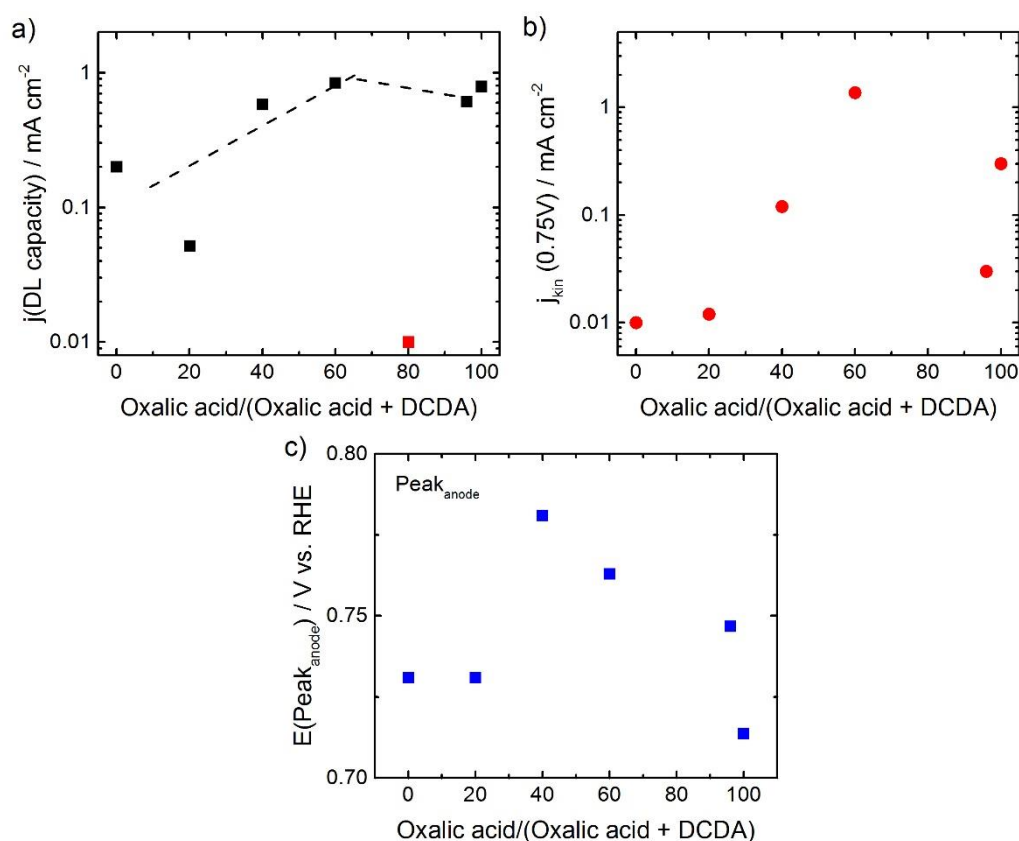 a)
j(DL capacity) / mA cm⁻²
1
0.1
0.01
0 20 40 60 80 100
Oxalic acid/(Oxalic acid + DCDA)
b)
j_kin (0.75V) / mA cm⁻²
1
0.1
0.01
0 20 40 60 80 100
Oxalic acid/(Oxalic acid + DCDA)
c)
E(Peak_anode) / V vs. RHE
0.80
0.75
0.70
Peak_anode
0 20 40 60 80 100
Oxalic acid/(Oxalic acid + DCDA)